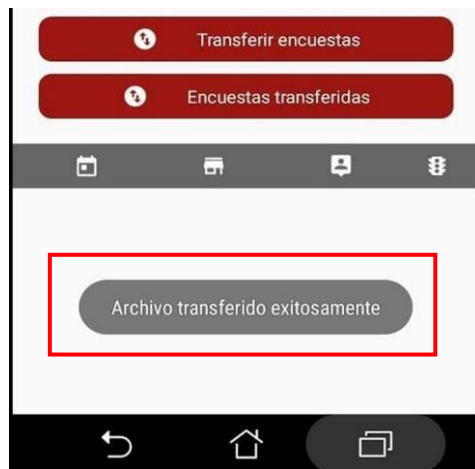 Transferir encuestas
Encuestas transferidas
Archivo transferido exitosamente